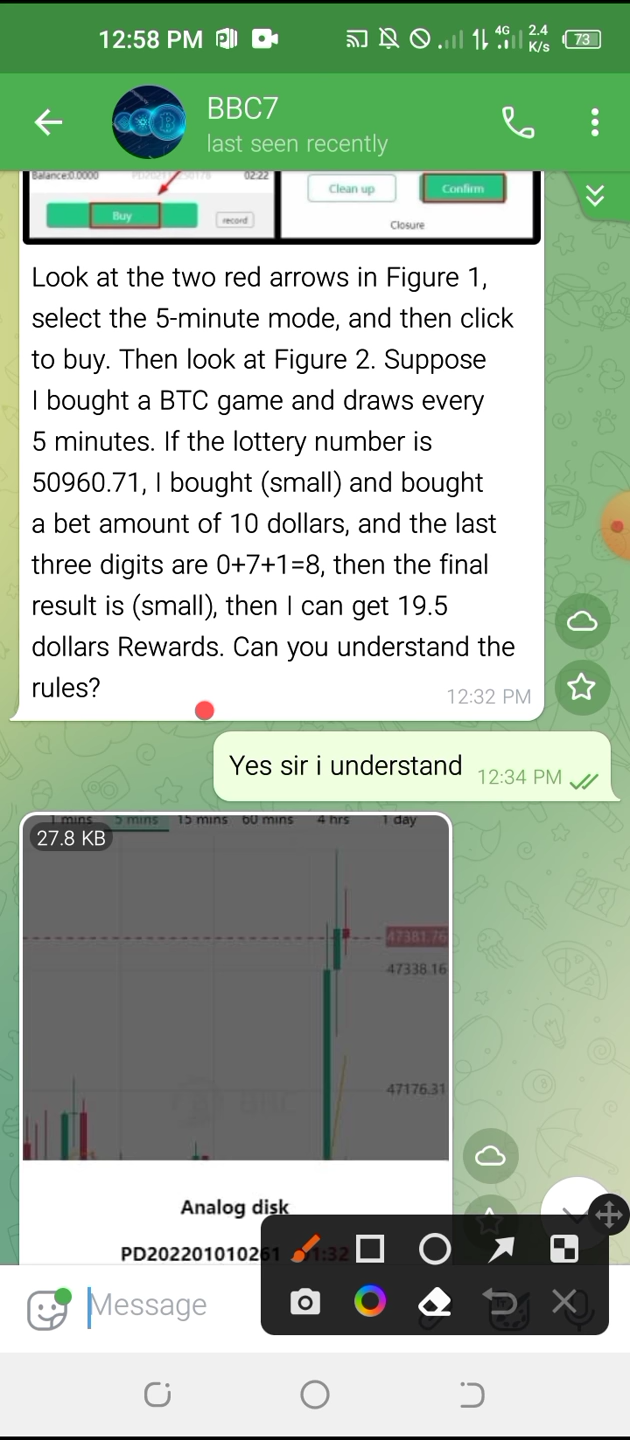 12:58 PM
4G
2.4
K/s
73
BBC7
last seen recently
Balance:0.0000
02:22
Buy
record
Clean up
Confirm
Closure
Look at the two red arrows in Figure 1,
select the 5-minute mode, and then click
to buy. Then look at Figure 2. Suppose
I bought a BTC game and draws every
5 minutes. If the lottery number is
50960.71, I bought (small) and bought
a bet amount of 10 dollars, and the last
three digits are 0+7+1=8, then the final
result is (small), then I can get 19.5
dollars Rewards. Can you understand the
rules?
12:32 PM
Yes sir i understand
12:34 PM
1 mins 5 mins 15 mins 60 mins 4 hrs 1 day
27.8 KB
47381.76
47338.16
47176.31
Analog disk
PD202201010261 01:32
Message